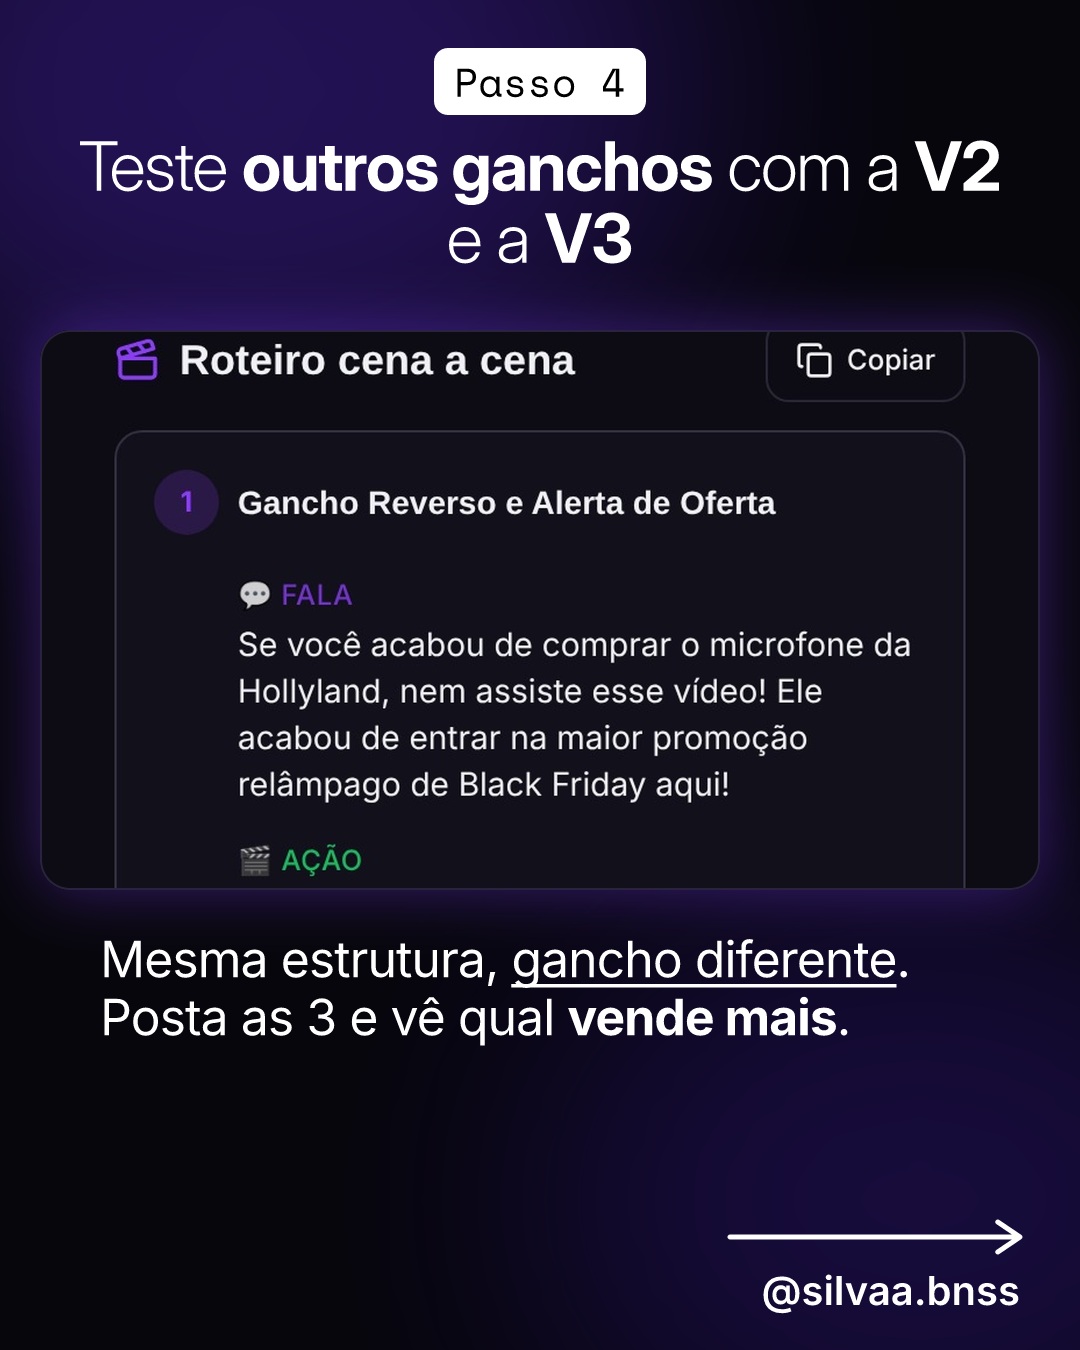 Passo 4
Teste outros ganchos com a V2
e a V3
Roteiro cena a cena
Copiar
1
Gancho Reverso e Alerta de Oferta
💬 FALA
Se você acabou de comprar o microfone da
Hollyland, nem assiste esse vídeo! Ele
acabou de entrar na maior promoção
relâmpago de Black Friday aqui!
🎬 AÇÃO
Mesma estrutura, gancho diferente.
Posta as 3 e vê qual vende mais.
@silvaa.bnss